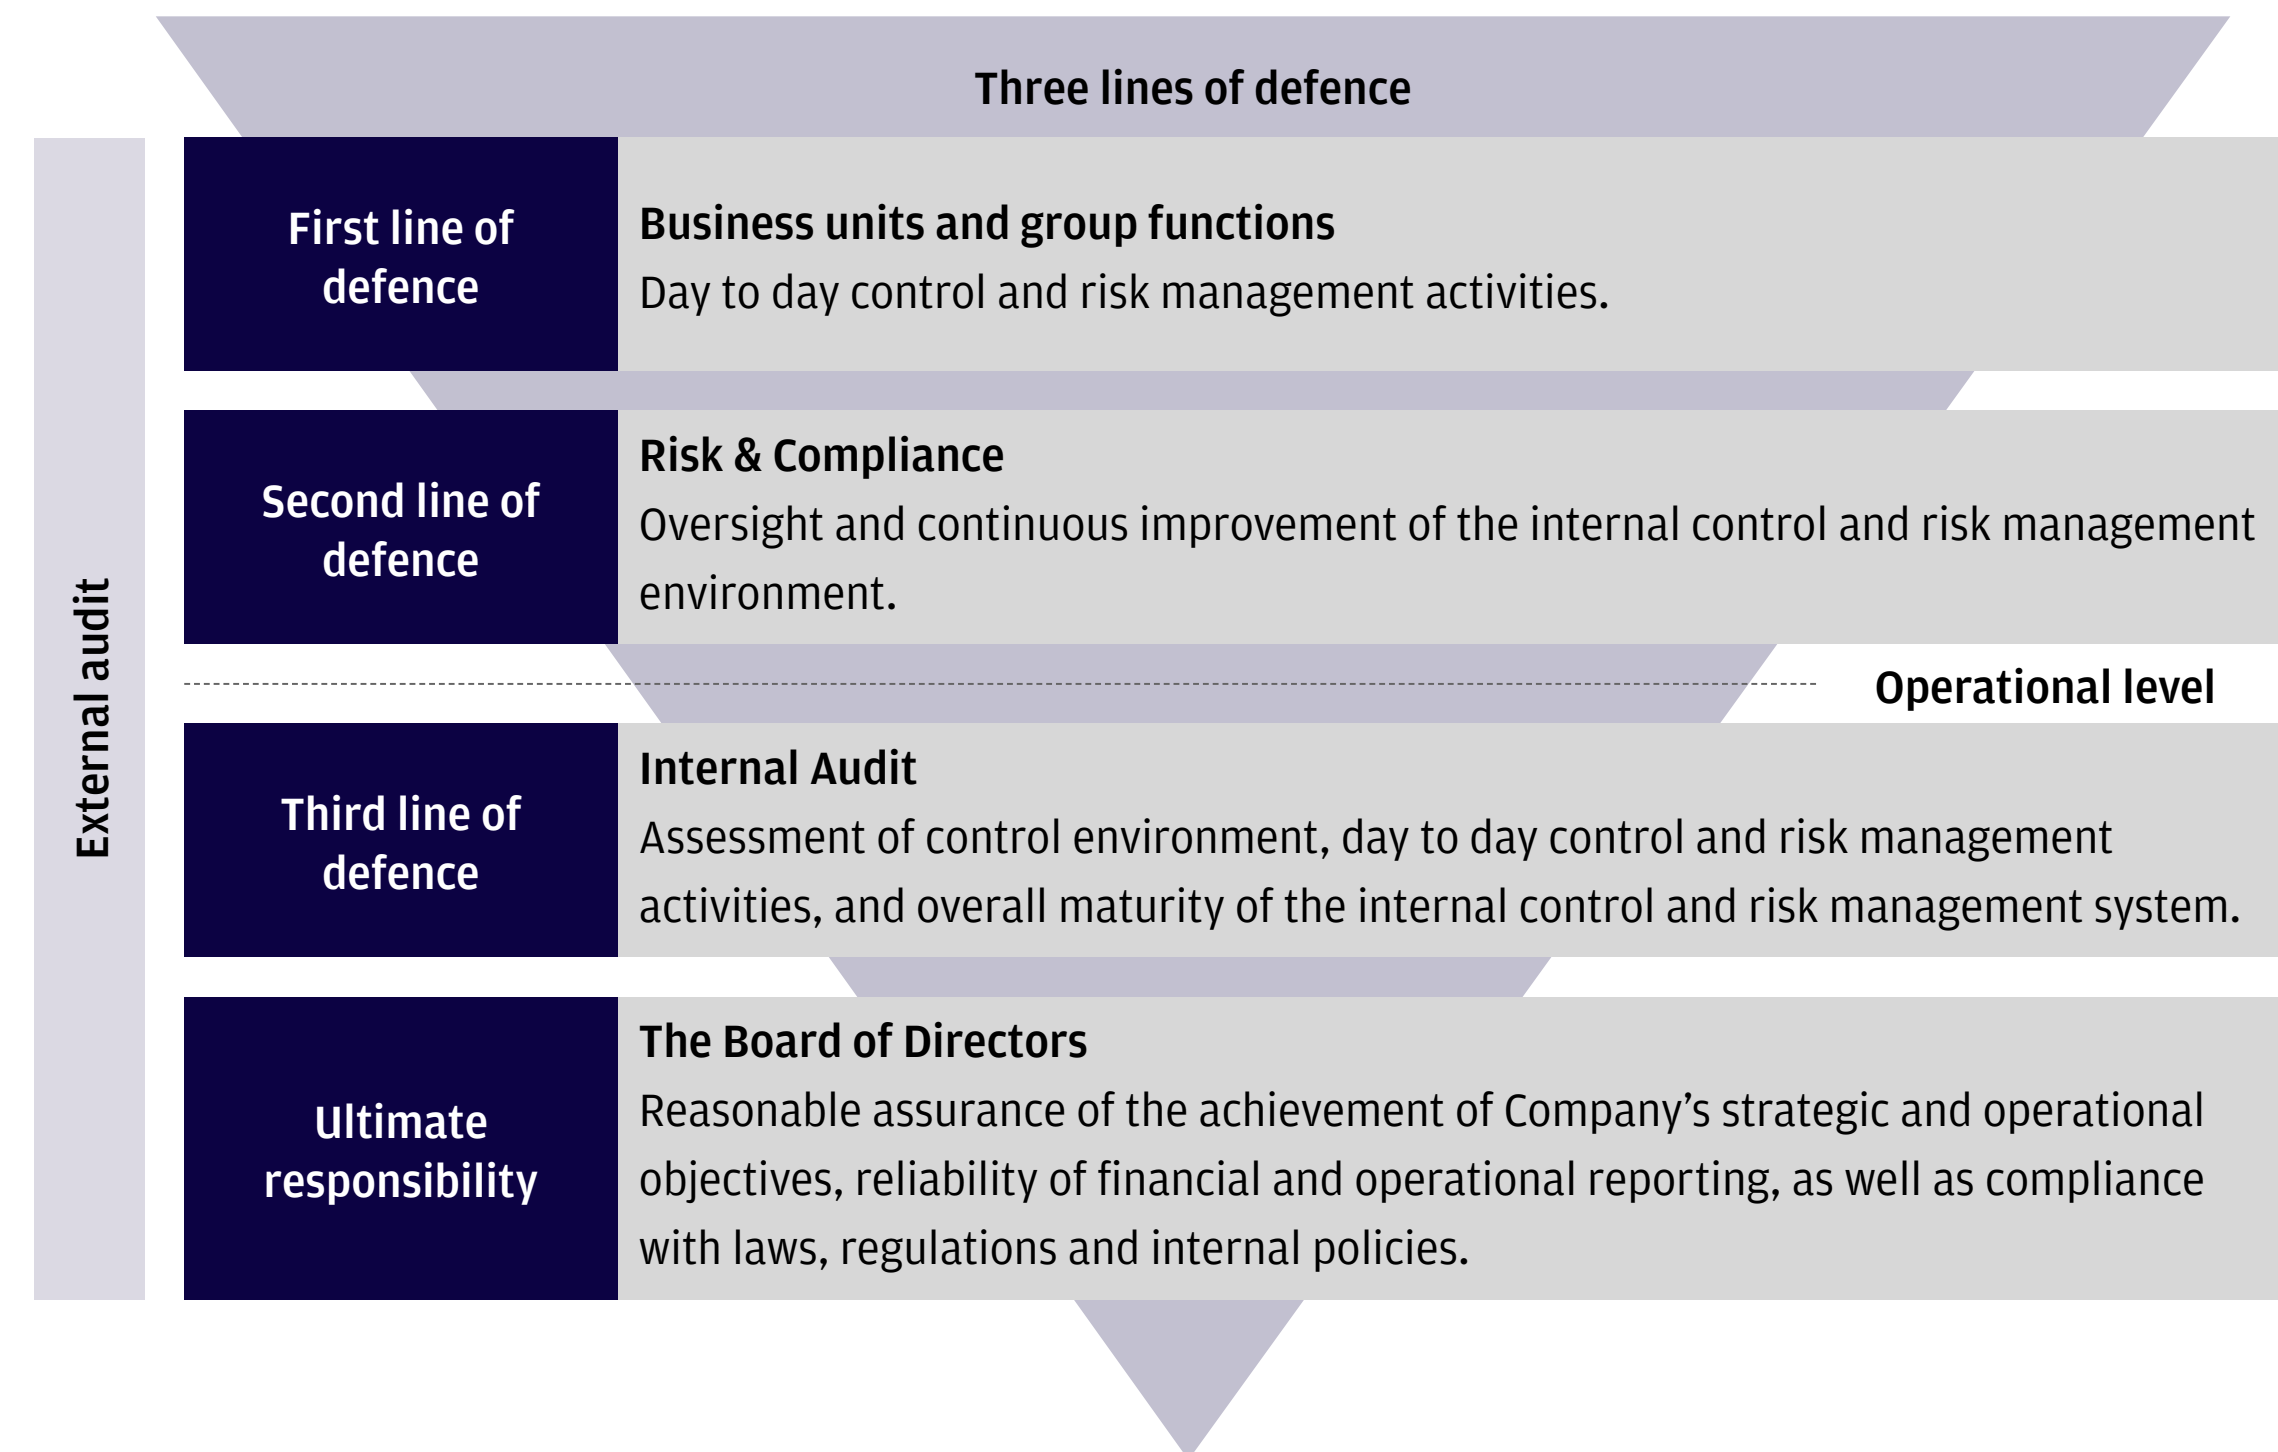 Three lines of defence
External audit
First line of
defence
Business units and group functions
Day to day control and risk management activities.
Second line of
defence
Risk & Compliance
Oversight and continuous improvement of the internal control and risk management
environment.
Operational level
Third line of
defence
Internal Audit
Assessment of control environment, day to day control and risk management
activities, and overall maturity of the internal control and risk management system.
Ultimate
responsibility
The Board of Directors
Reasonable assurance of the achievement of Company’s strategic and operational
objectives, reliability of financial and operational reporting, as well as compliance
with laws, regulations and internal policies.